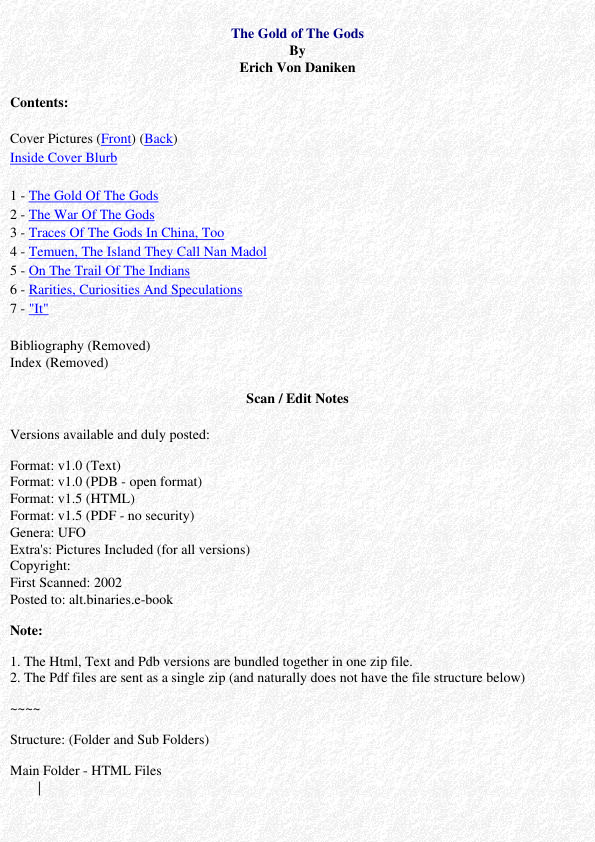 The Gold of The Gods
By
Erich Von Daniken
Contents:
Cover Pictures (Front) (Back)
Inside Cover Blurb
1 - The Gold Of The Gods
2 - The War Of The Gods
3 - Traces Of The Gods In China, Too
4 - Temuen, The Island They Call Nan Madol
5 - On The Trail Of The Indians
6 - Rarities, Curiosities And Speculations
7 - "It"
Bibliography (Removed)
Index (Removed)
Scan / Edit Notes
Versions available and duly posted:
Format: v1.0 (Text)
Format: v1.0 (PDB - open format)
Format: v1.5 (HTML)
Format: v1.5 (PDF - no security)
Genera: UFO
Extra's: Pictures Included (for all versions)
Copyright:
First Scanned: 2002
Posted to: alt.binaries.e-book
Note:
1. The Html, Text and Pdb versions are bundled together in one zip file.
2. The Pdf files are sent as a single zip (and naturally does not have the file structure below)
~~~~
Structure: (Folder and Sub Folders)
Main Folder - HTML Files
|